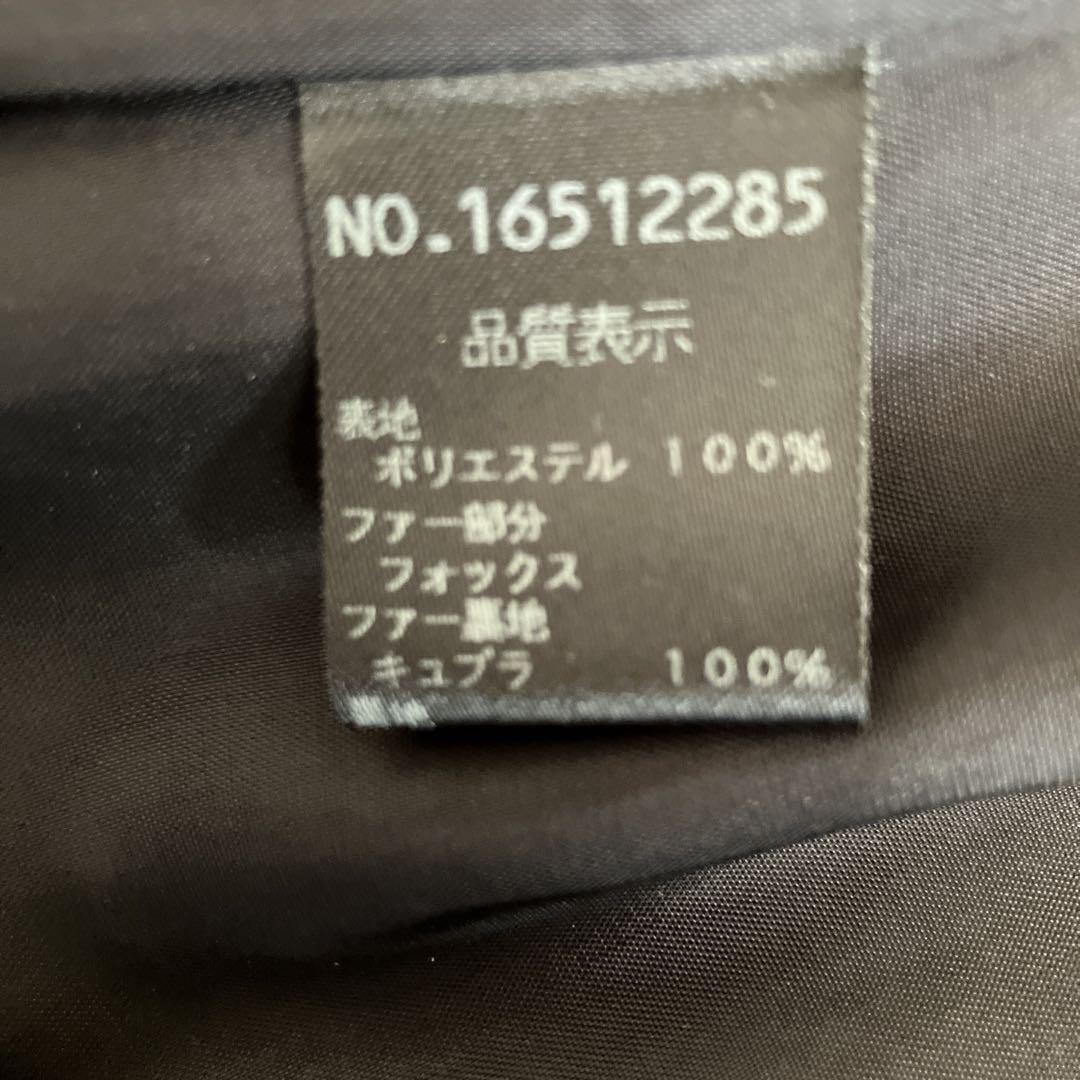 NO.16512285
品質表示
表地
ポリエステル 100%
ファー部分
フォックス
ファー裏地
キュプラ 100%